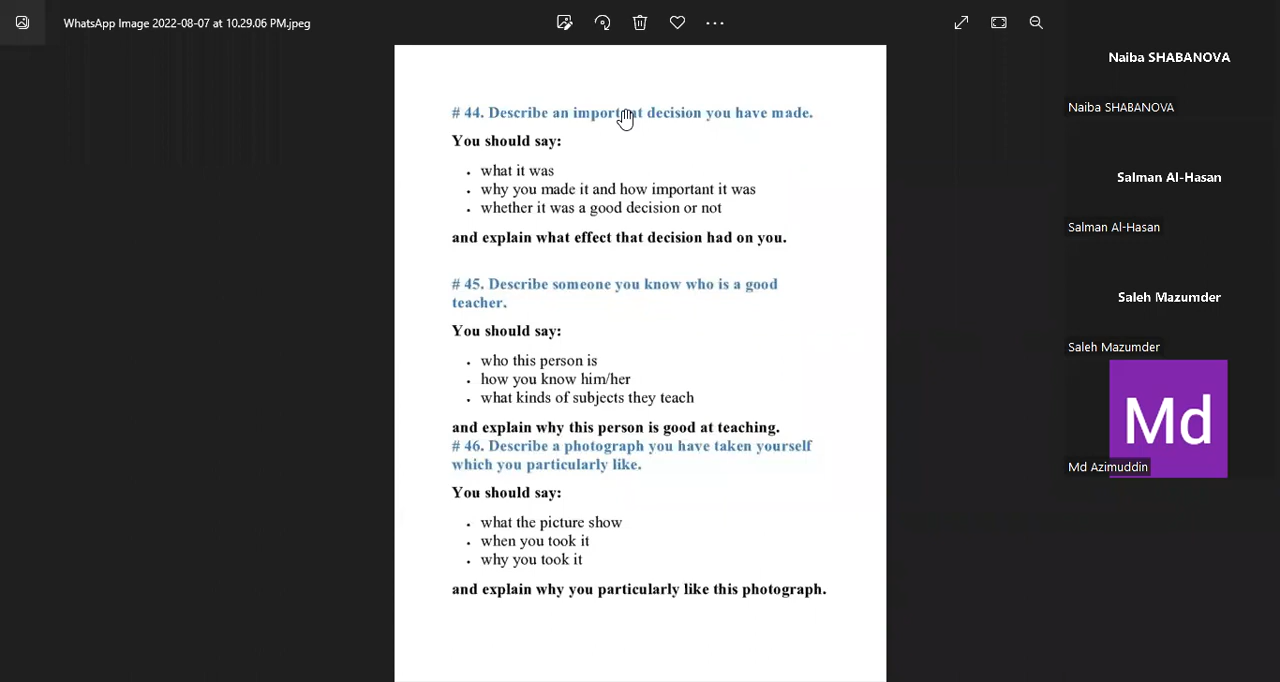 WhatsApp Image 2022-08-07 at 10.29.06 PM.jpeg
# 44. Describe an important decision you have made.
You should say:
• what it was
• why you made it and how important it was
• whether it was a good decision or not
and explain what effect that decision had on you.
# 45. Describe someone you know who is a good
teacher.
You should say:
• who this person is
• how you know him/her
• what kinds of subjects they teach
and explain why this person is good at teaching.
# 46. Describe a photograph you have taken yourself
which you particularly like.
You should say:
• what the picture show
• when you took it
• why you took it
and explain why you particularly like this photograph.
Naiba SHABANOVA
Naiba SHABANOVA
Salman Al-Hasan
Salman Al-Hasan
Saleh Mazumder
Saleh Mazumder
Md
Md Azimuddin